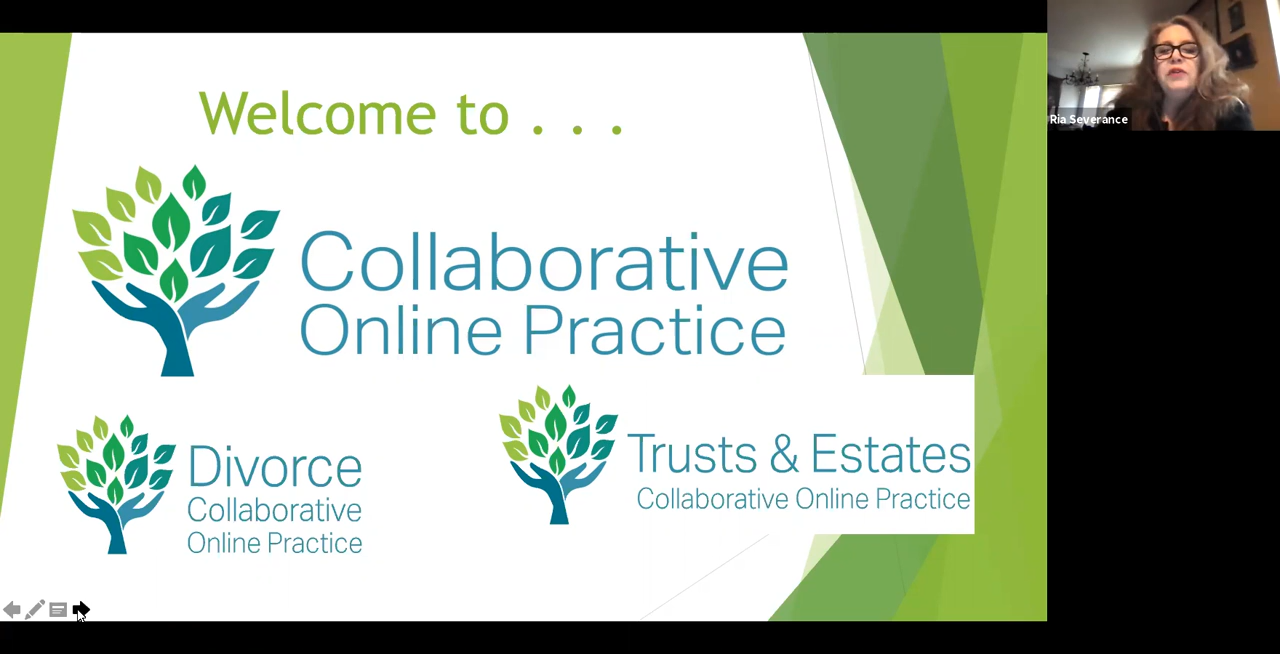 Welcome to . . .
Collaborative
Online Practice
Divorce
Collaborative
Online Practice
Trusts & Estates
Collaborative Online Practice
Ria Severance